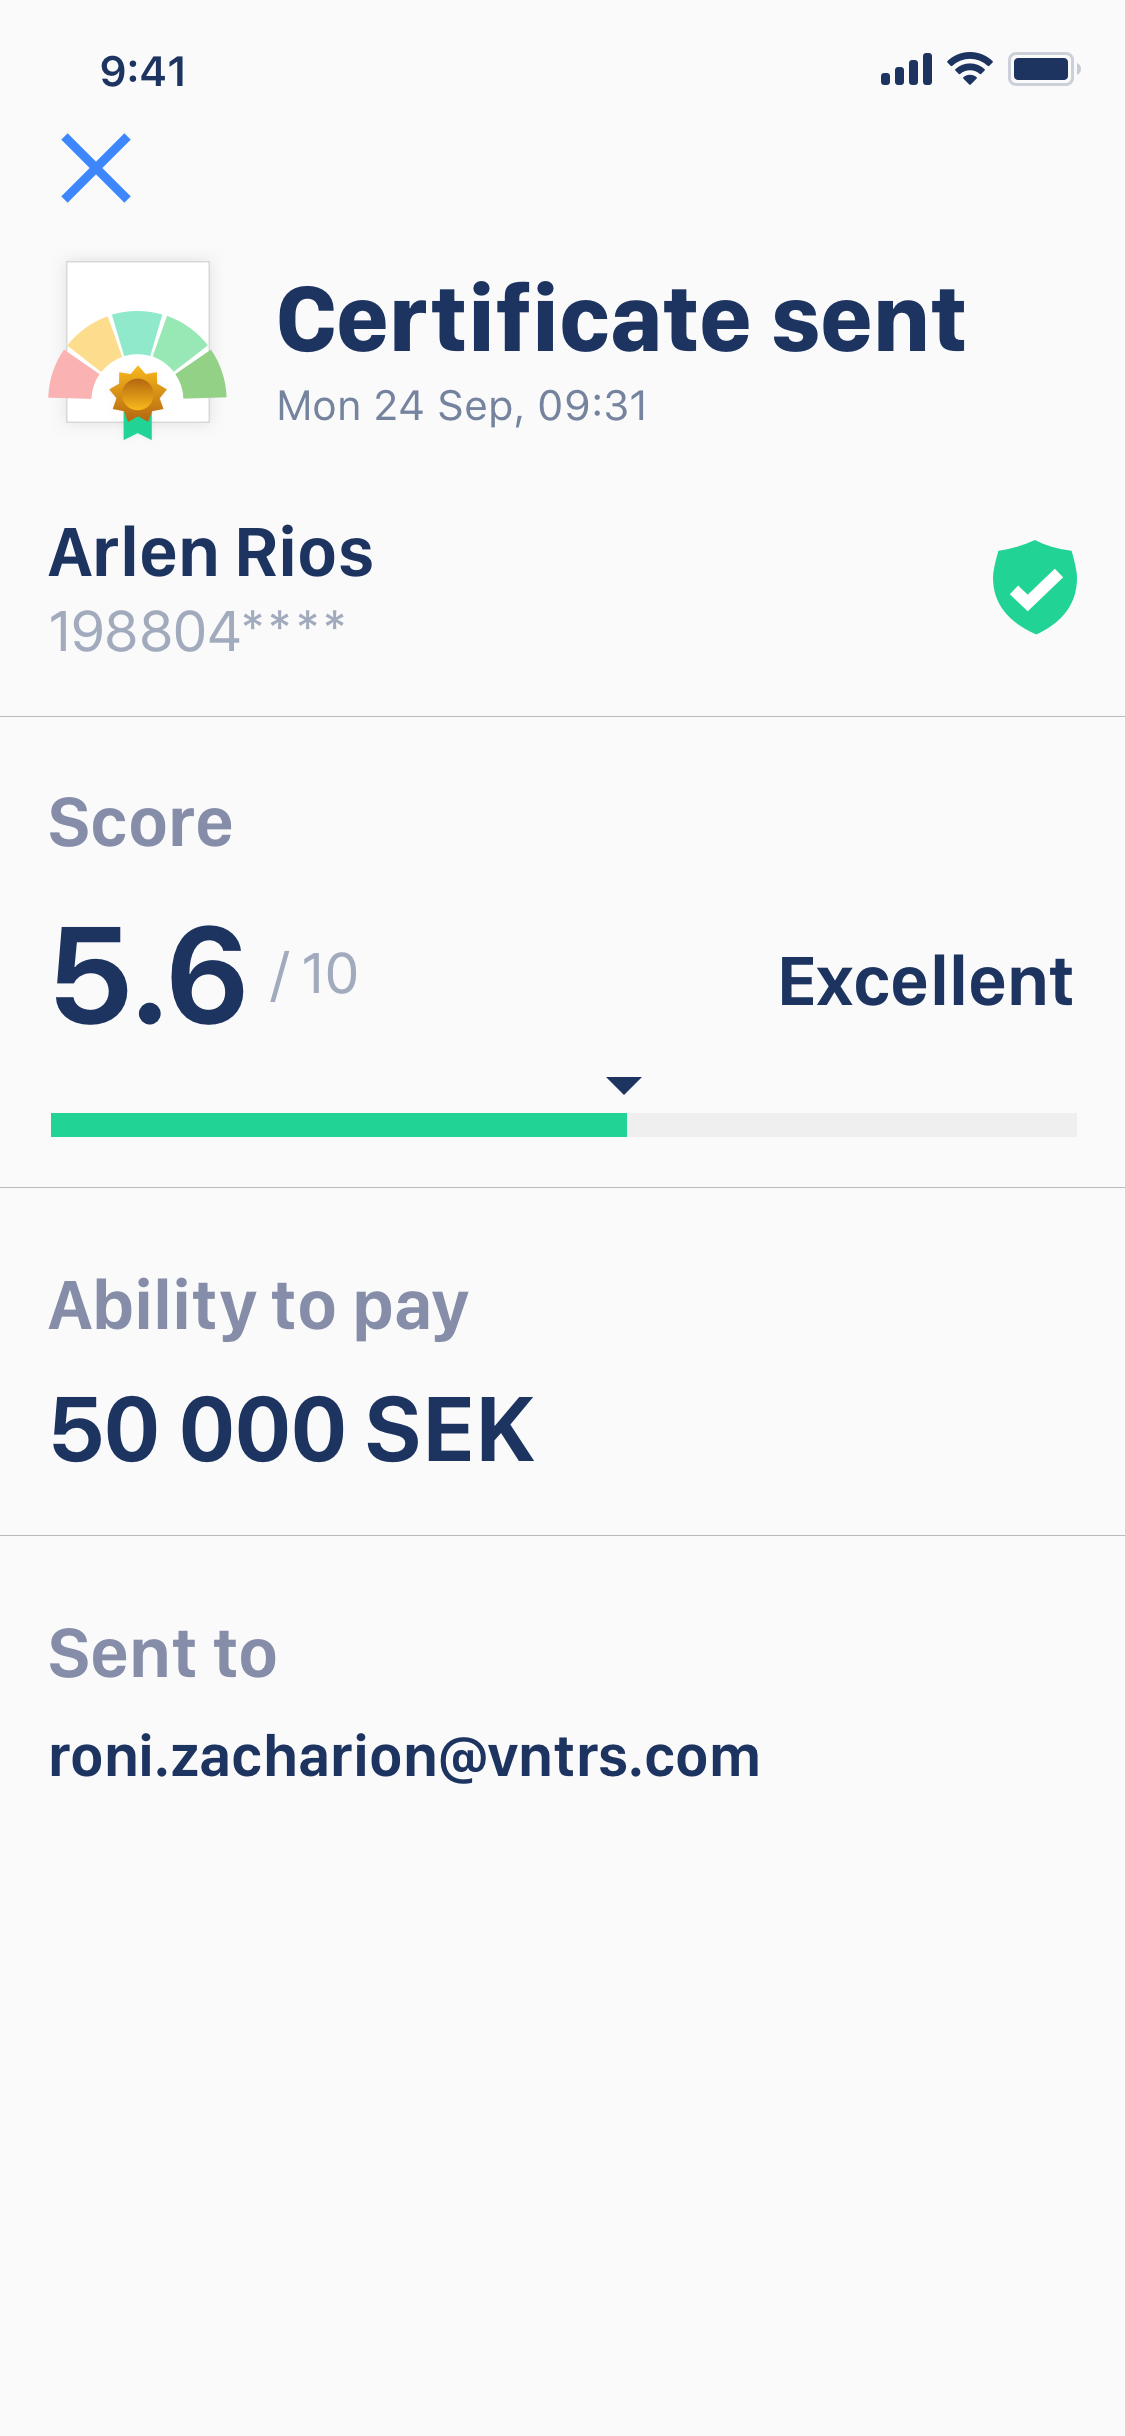 9:41
Certificate sent
Mon 24 Sep, 09:31
Arlen Rios
198804****
Score
5.6 / 10
Excellent
Ability to pay
50 000 SEK
Sent to
roni.zacharion@vntrs.com